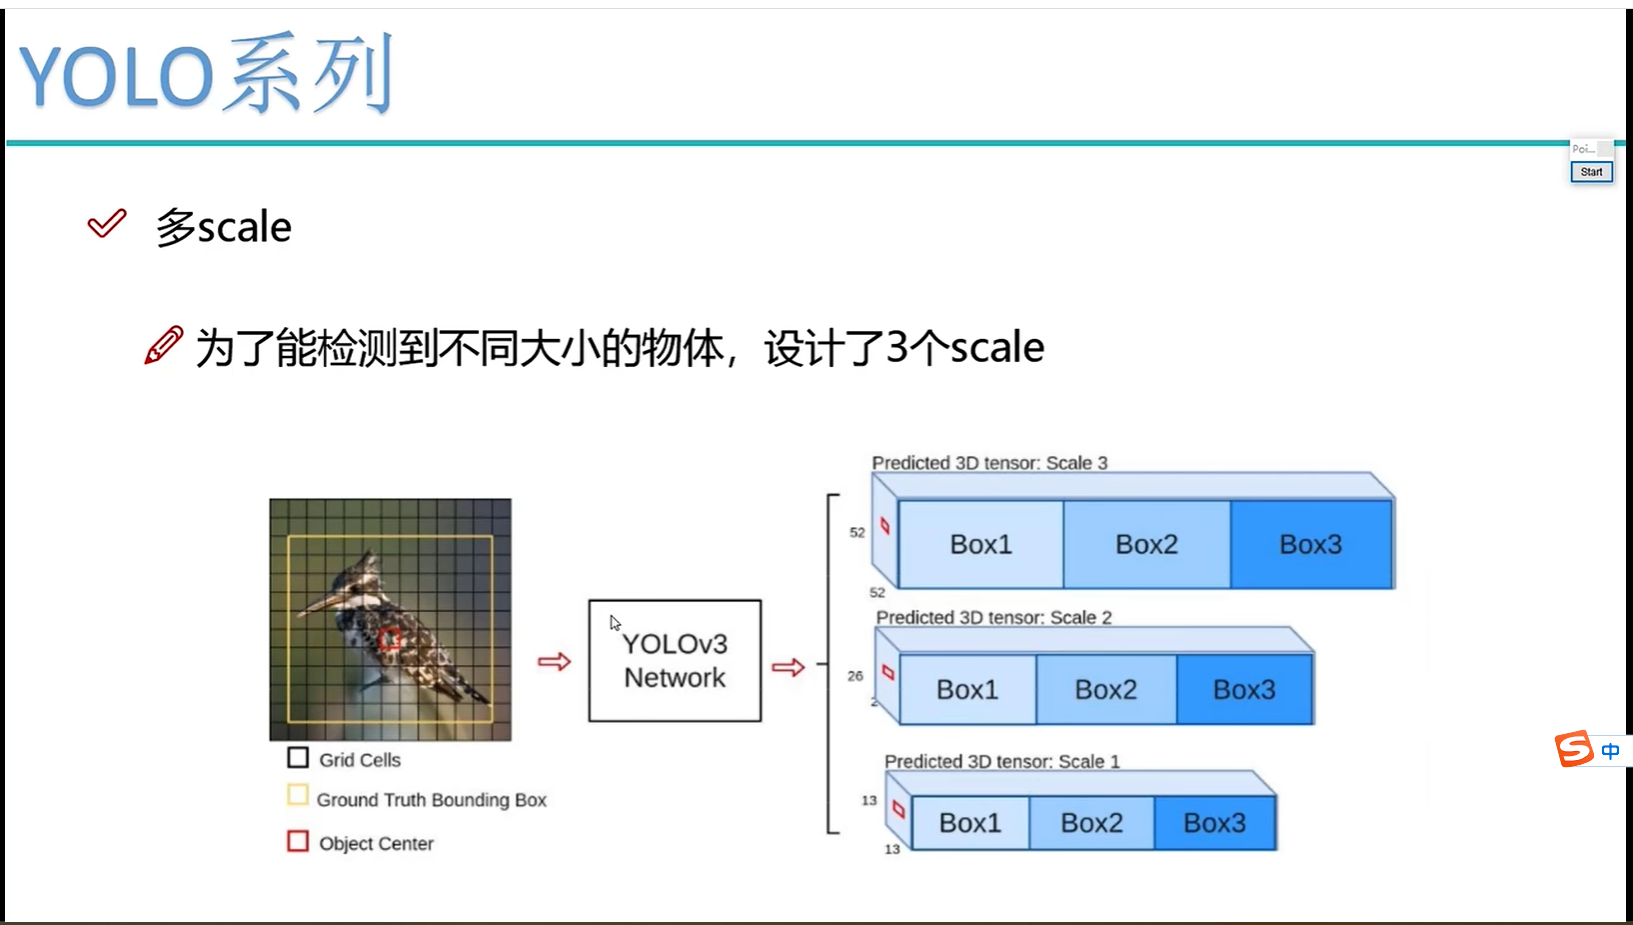 YOLO系列
Poi...
Start
多scale
为了能检测到不同大小的物体，设计了3个scale
Predicted 3D tensor: Scale 3
52
Box1 Box2 Box3
52
YOLOv3
Network
Predicted 3D tensor: Scale 2
26
Box1 Box2 Box3
2
Predicted 3D tensor: Scale 1
13
Box1 Box2 Box3
13
Grid Cells
Ground Truth Bounding Box
Object Center
S 中